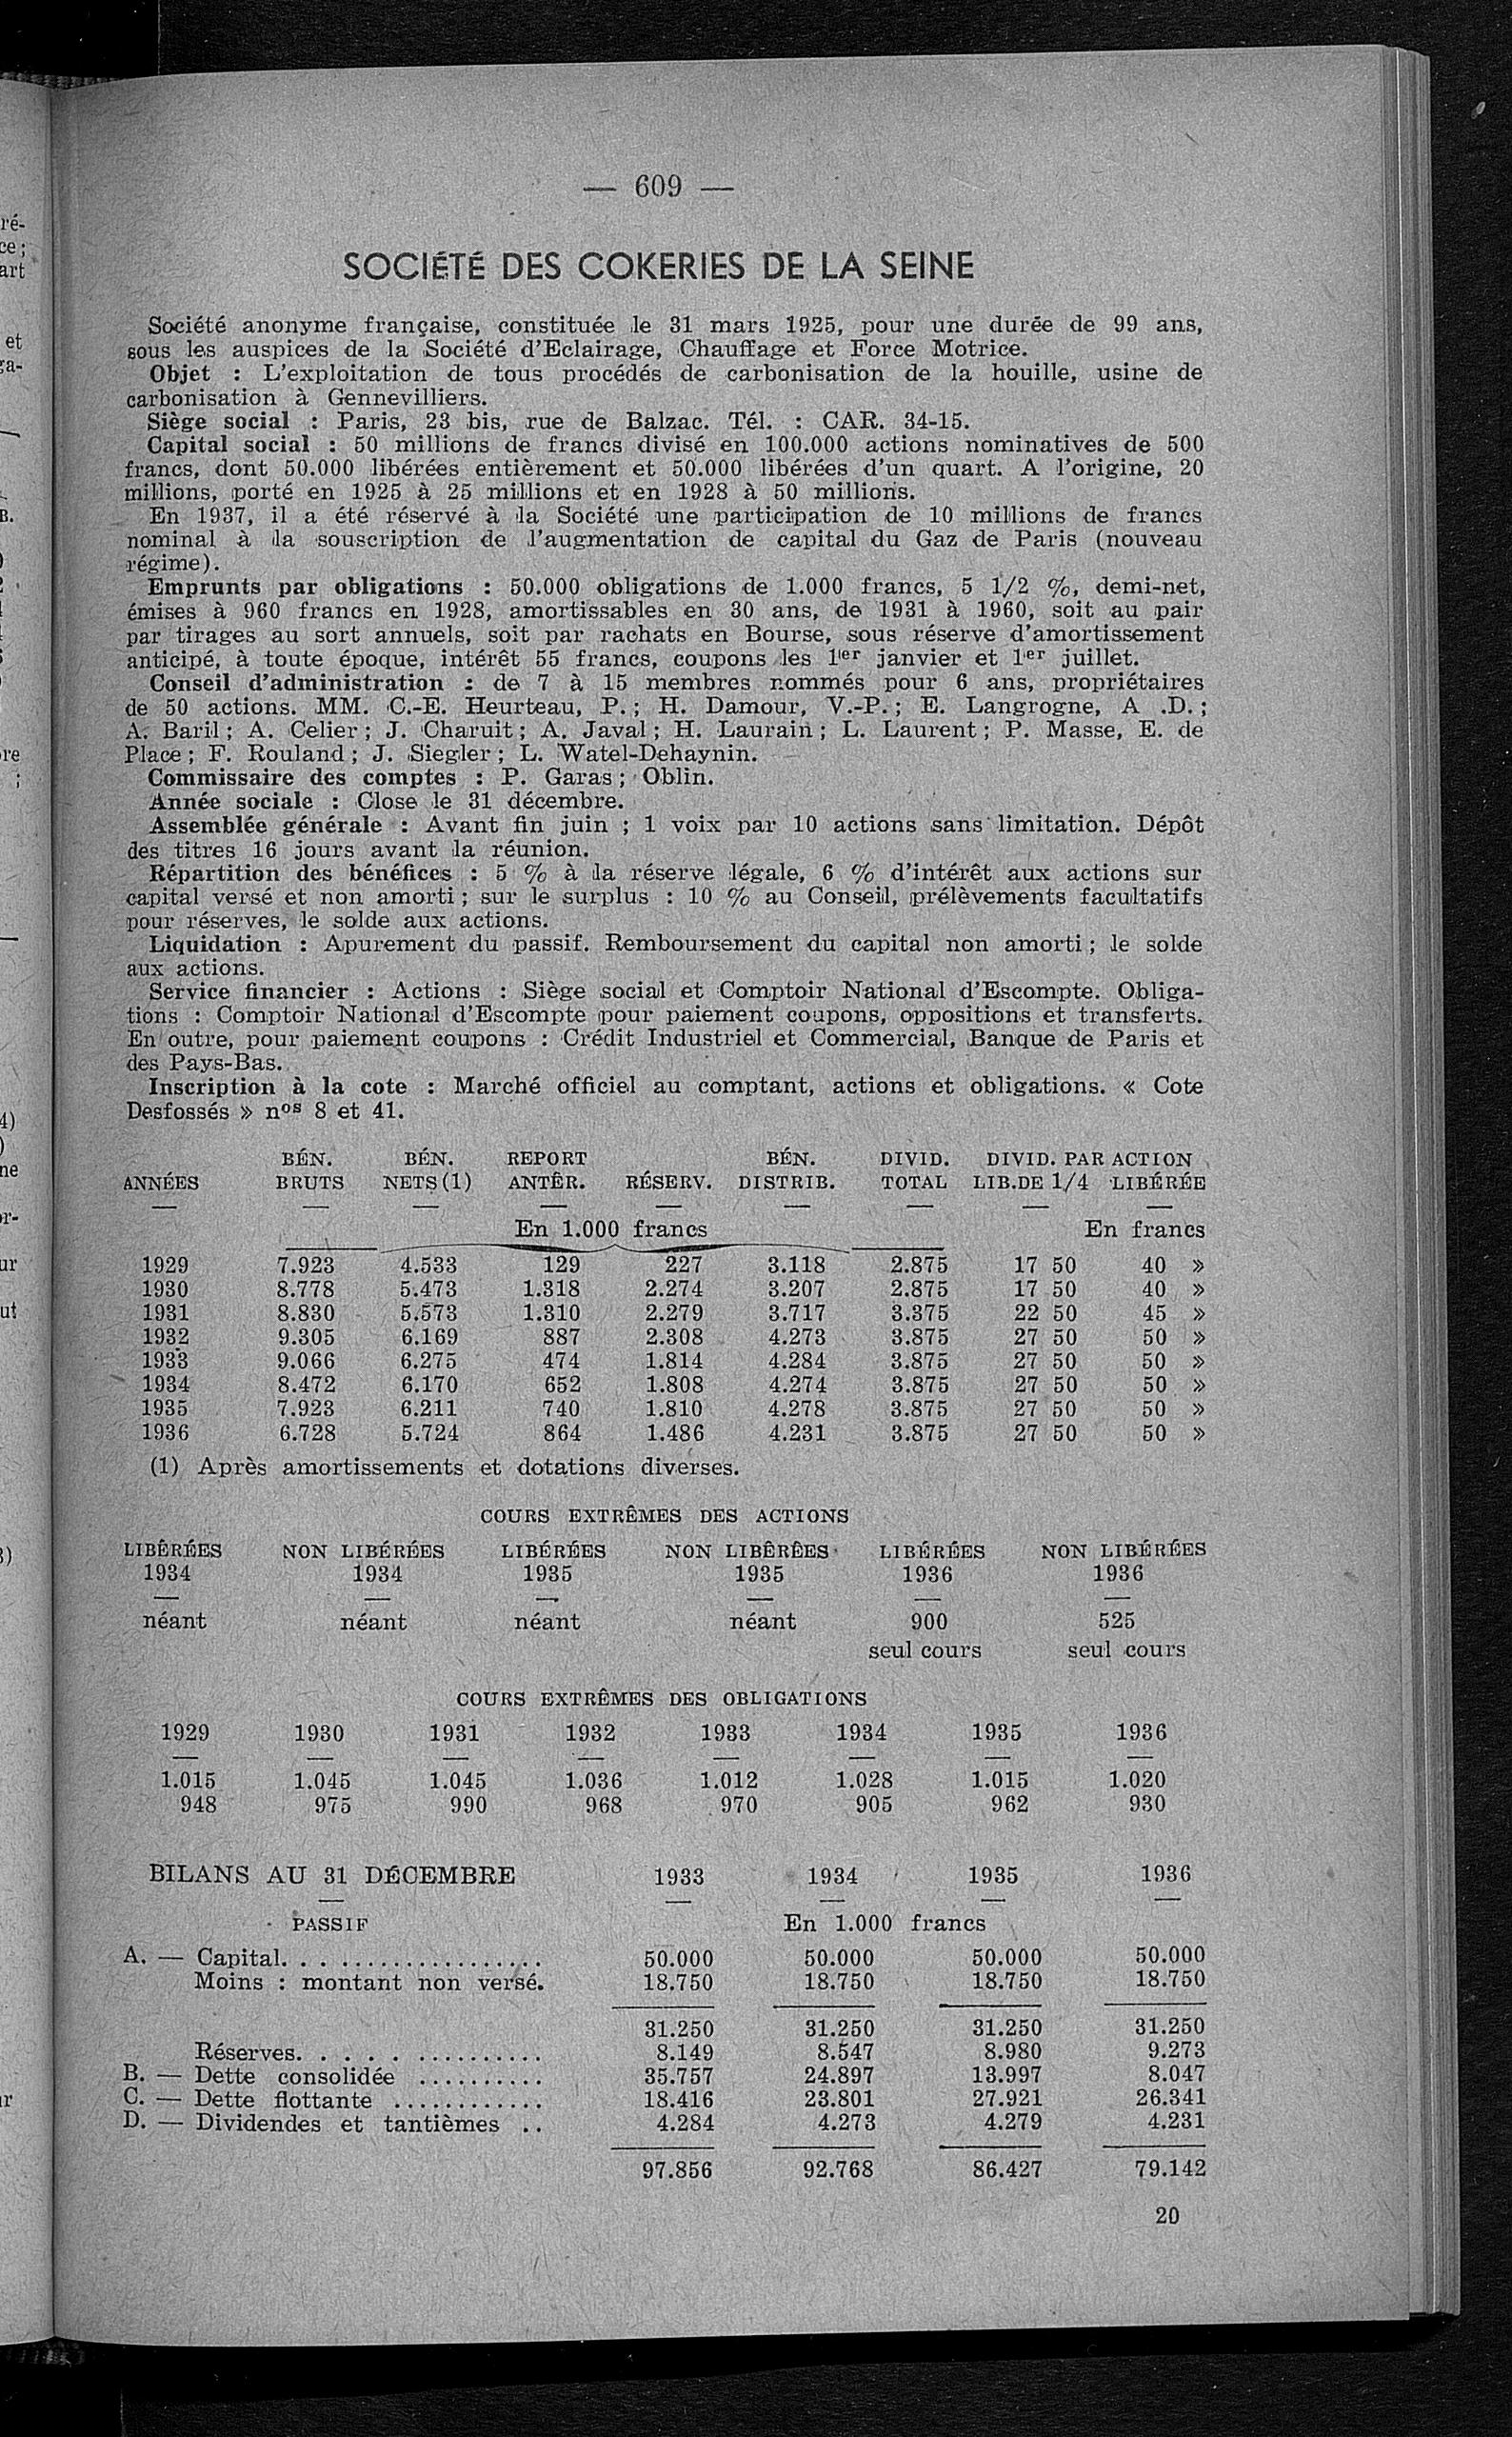 — 609 —
SOCIÉTÉ DES COKERIES DE LA SEINE
Société anonyme française, constituée le 31 mars 1925, pour une durée de 99 ans,
sous les auspices de la Société d'Eclairage, Chauffage et Force Motrice.
Objet : L'exploitation de tous procédés de carbonisation de la houille, usine de
carbonisation à Gennevilliers.
Siège social : Paris, 23 bis, rue de Balzac. Tél. : CAR. 34-15.
Capital social : 50 millions de francs divisé en 100.000 actions nominatives de 500
francs, dont 50.000 libérées entièrement et 50.000 libérées d'un quart. A l'origine, 20
millions, porté en 1925 à 25 millions et en 1928 à 50 millions.
En 1937, il a été réservé à la Société une participation de 10 millions de francs
nominal à la souscription de l'augmentation de capital du Gaz de Paris (nouveau
régime).
Emprunts par obligations : 50.000 obligations de 1.000 francs, 5 1/2 %, demi-net,
émises à 960 francs en 1928, amortissables en 30 ans, de 1931 à 1960, soit au pair
par tirages au sort annuels, soit par rachats en Bourse, sous réserve d'amortissement
anticipé, à toute époque, intérêt 55 francs, coupons les 1er janvier et 1er juillet.
Conseil d'administration : de 7 à 15 membres nommés pour 6 ans, propriétaires
de 50 actions. MM. C.-E. Heurteau, P. ; H. Damour, V.-P. ; E. Langrogne, A .D. ;
A. Baril ; A. Celier ; J. Charuit ; A. Javal ; H. Laurain ; L. Laurent ; P. Masse, E. de
Place ; F. Rouland ; J. Siegler ; L. Watel-Dehaynin.
Commissaire des comptes : P. Garas ; Oblin.
Année sociale : Close le 31 décembre.
Assemblée générale : Avant fin juin ; 1 voix par 10 actions sans limitation. Dépôt
des titres 16 jours avant la réunion.
Répartition des bénéfices : 5 % à la réserve légale, 6 % d'intérêt aux actions sur
capital versé et non amorti ; sur le surplus : 10 % au Conseil, prélèvements facultatifs
pour réserves, le solde aux actions.
Liquidation : Apurement du passif. Remboursement du capital non amorti ; le solde
aux actions.
Service financier : Actions : Siège social et Comptoir National d'Escompte. Obliga-
tions : Comptoir National d'Escompte pour paiement coupons, oppositions et transferts.
En outre, pour paiement coupons : Crédit Industriel et Commercial, Banque de Paris et
des Pays-Bas.
Inscription à la cote : Marché officiel au comptant, actions et obligations. « Cote
Desfossés » nos 8 et 41.
BÉN. BÉN. REPORT BÉN. DIVID. DIVID. PAR ACTION
ANNÉES BRUTS NETS (1) ANTÊR. RÉSERV. DISTRIB. TOTAL LIB.DE 1/4 LIBÉRÉE
En 1.000 francs En francs
1929 7.923 4.533 129 227 3.118 2.875 17 50 40 »
1930 8.778 5.473 1.318 2.274 3.207 2.875 17 50 40 »
1931 8.830 5.573 1.310 2.279 3.717 3.375 22 50 45 »
1932 9.305 6.169 887 2.308 4.273 3.875 27 50 50 »
1933 9.066 6.275 474 1.814 4.284 3.875 27 50 50 »
1934 8.472 6.170 652 1.808 4.274 3.875 27 50 50 »
1935 7.923 6.211 740 1.810 4.278 3.875 27 50 50 »
1936 6.728 5.724 864 1.486 4.231 3.875 27 50 50 »
(1) Après amortissements et dotations diverses.
COURS EXTRÊMES DES ACTIONS
LIBÊRÉES NON LIBÉRÉES LIBÉRÉES NON LIBÊRÊES LIBÉRÉES NON LIBÉRÉES
1934 1934 1935 1935 1936 1936
néant néant néant néant 900 525
seul cours seul cours
COURS EXTRÊMES DES OBLIGATIONS
1929 1930 1931 1932 1933 1934 1935 1936
1.015 1.045 1.045 1.036 1.012 1.028 1.015 1.020
948 975 990 968 970 905 962 930
BILANS AU 31 DÉCEMBRE 1933 1934 1935 1936
PASSIF En 1.000 francs
A. — Capital. . . . . . . . . . . . . . . . . . 50.000 50.000 50.000 50.000
Moins : montant non versé. 18.750 18.750 18.750 18.750
31.250 31.250 31.250 31.250
Réserves. . . . . . . . . . . . . . . 8.149 8.547 8.980 9.273
B. — Dette consolidée . . . . . . . . . . 35.757 24.897 13.997 8.047
C. — Dette flottante . . . . . . . . . . . . 18.416 23.801 27.921 26.341
D. — Dividendes et tantièmes . . 4.284 4.273 4.279 4.231
97.856 92.768 86.427 79.142
20